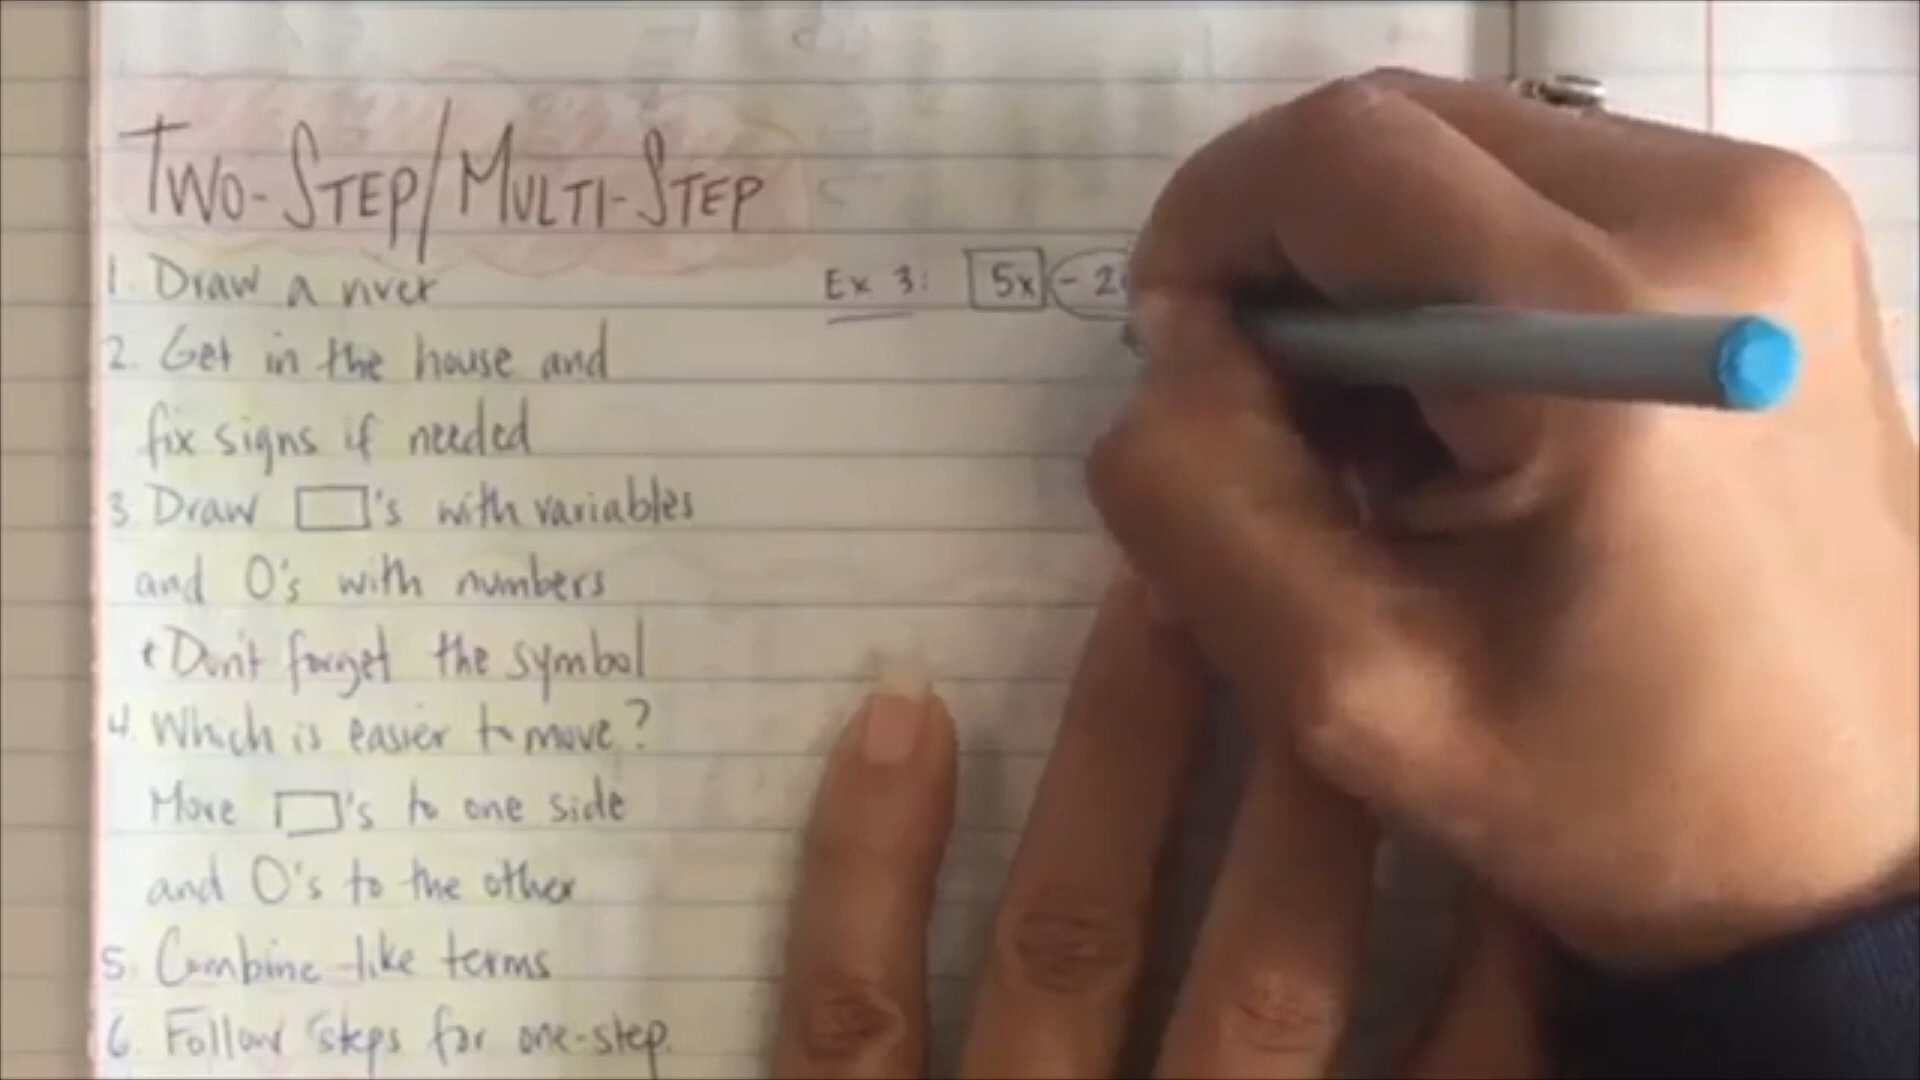 TWO-STEP/MULTI-STEP
1. Draw a river
Ex 3: 5x - 2
2. Get in the house and
fix signs if needed
3. Draw □'s with variables
and O's with numbers
Don't forget the symbol
4. Which is easier to move?
Move □'s to one side
and O's to the other
5. Combine like terms
6. Follow steps for one-step.